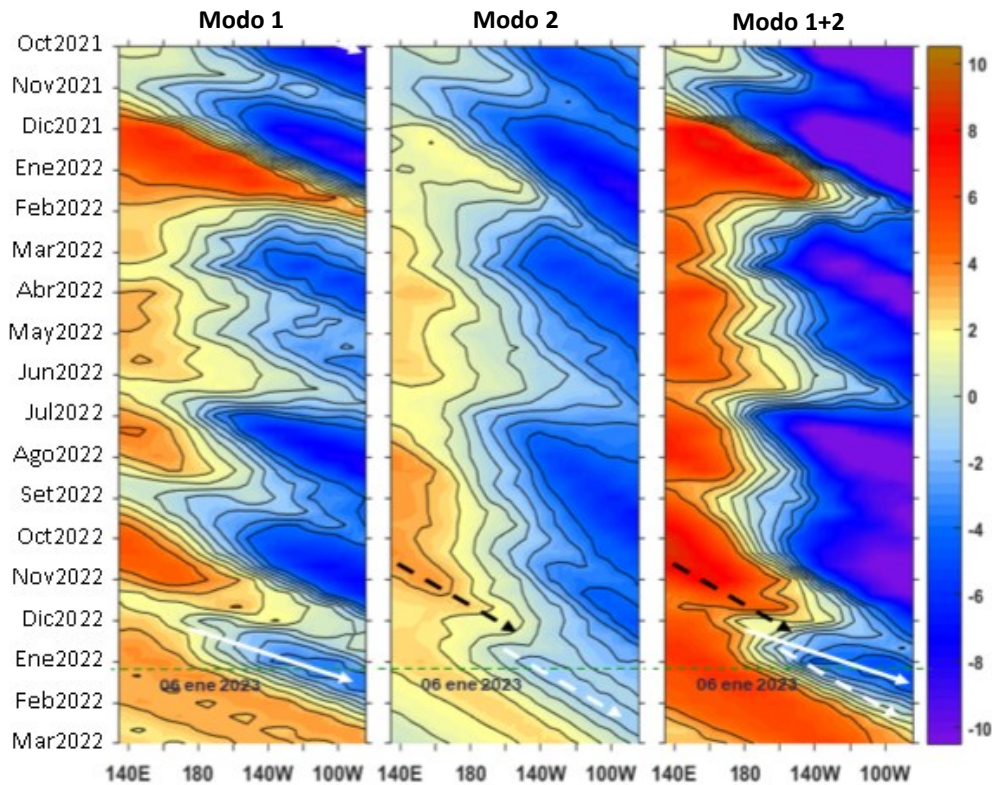 Modo 1 Modo 2 Modo 1+2
Oct2021
Nov2021
Dic2021
Ene2022
Feb2022
Mar2022
Abr2022
May2022
Jun2022
Jul2022
Ago2022
Set2022
Oct2022
Nov2022
Dic2022
Ene2022
Feb2022
Mar2022
06 ene 2023 06 ene 2023 06 ene 2023
140E 180 140W 100W 140E 180 140W 100W 140E 180 140W 100W
10
8
6
4
2
0
-2
-4
-6
-8
-10